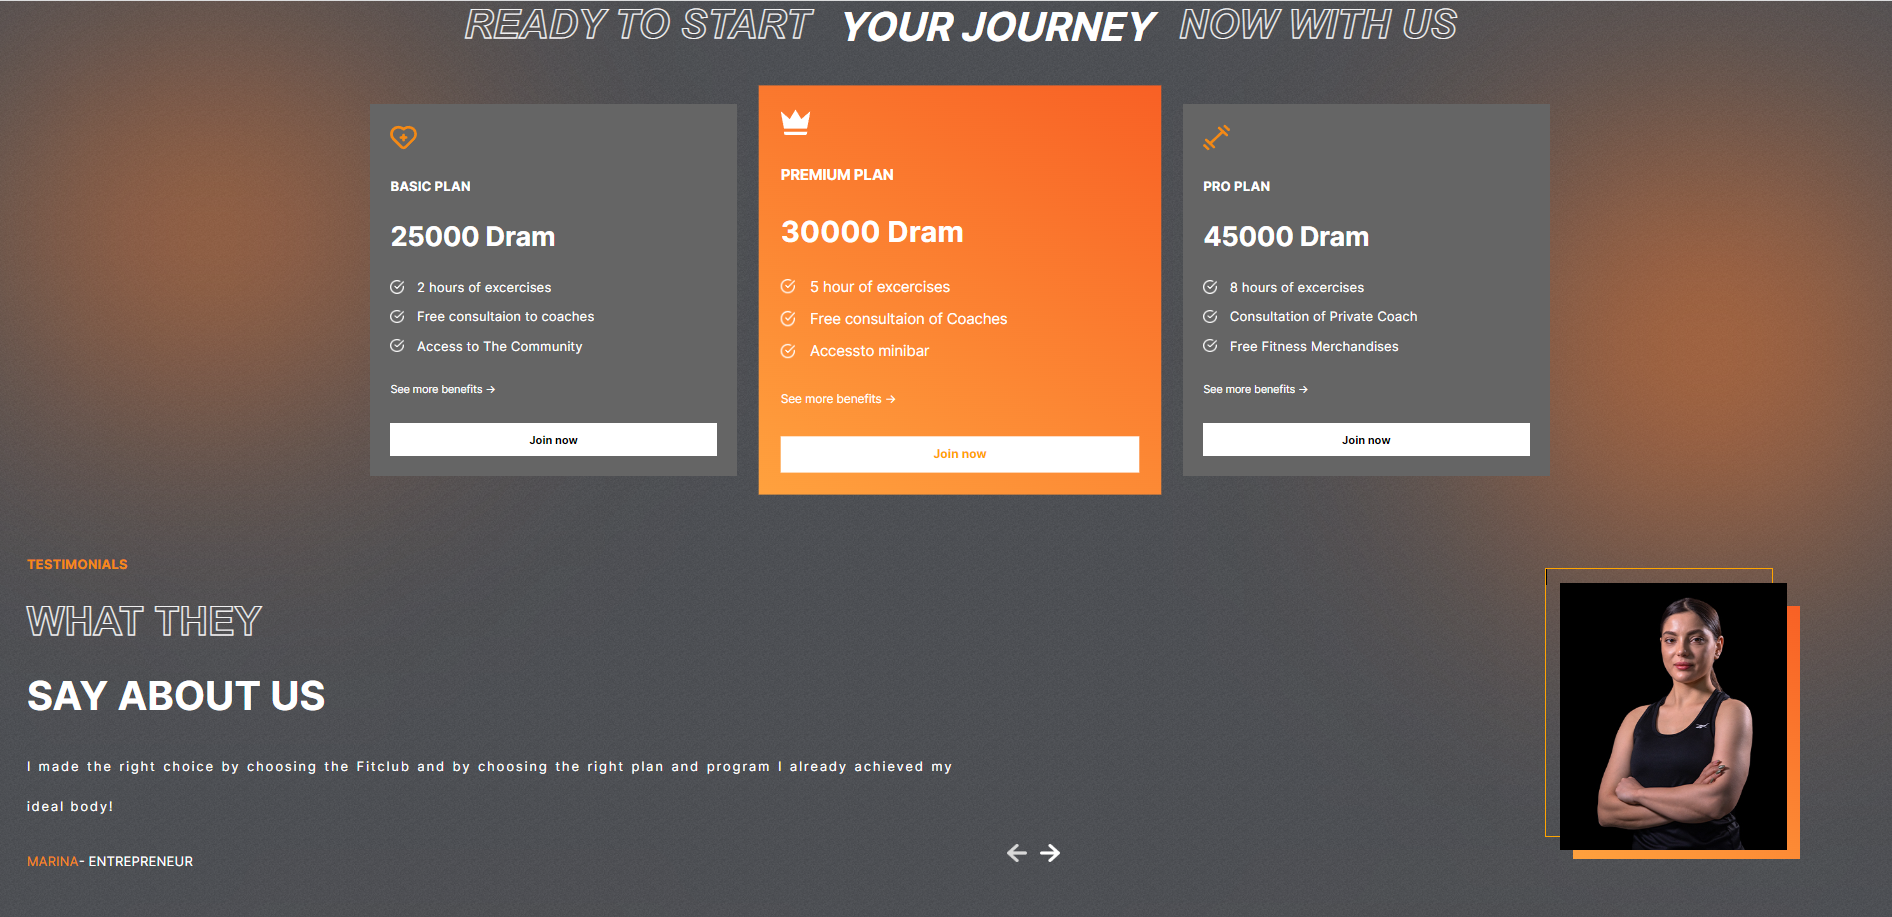 READY TO START YOUR JOURNEY NOW WITH US
BASIC PLAN
25000 Dram
2 hours of excercises
Free consultaion to coaches
Access to The Community
See more benefits →
Join now
PREMIUM PLAN
30000 Dram
5 hour of excercises
Free consultaion of Coaches
Accessto minibar
See more benefits →
Join now
PRO PLAN
45000 Dram
8 hours of excercises
Consultation of Private Coach
Free Fitness Merchandises
See more benefits →
Join now
TESTIMONIALS
WHAT THEY
SAY ABOUT US
I made the right choice by choosing the Fitclub and by choosing the right plan and program I already achieved my
ideal body!
MARINA- ENTREPRENEUR